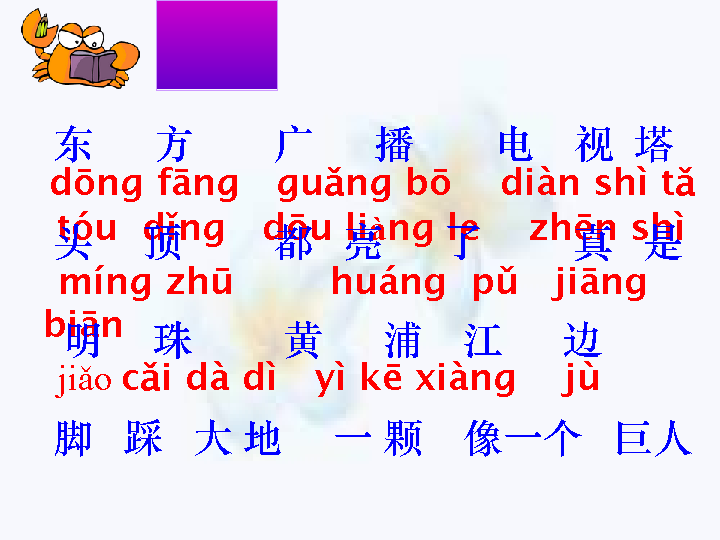 东 方 广 播 电 视 塔
dōng fāng guǎng bō diàn shì tǎ
tóu dǐng dōu liàng le zhēn shì
头 顶 都 亮 了 真 是
míng zhū huáng pǔ jiāng
biān
明 珠 黄 浦 江 边
jiǎo cǎi dà dì yì kē xiàng jù
脚 踩 大 地 一 颗 像一个 巨人